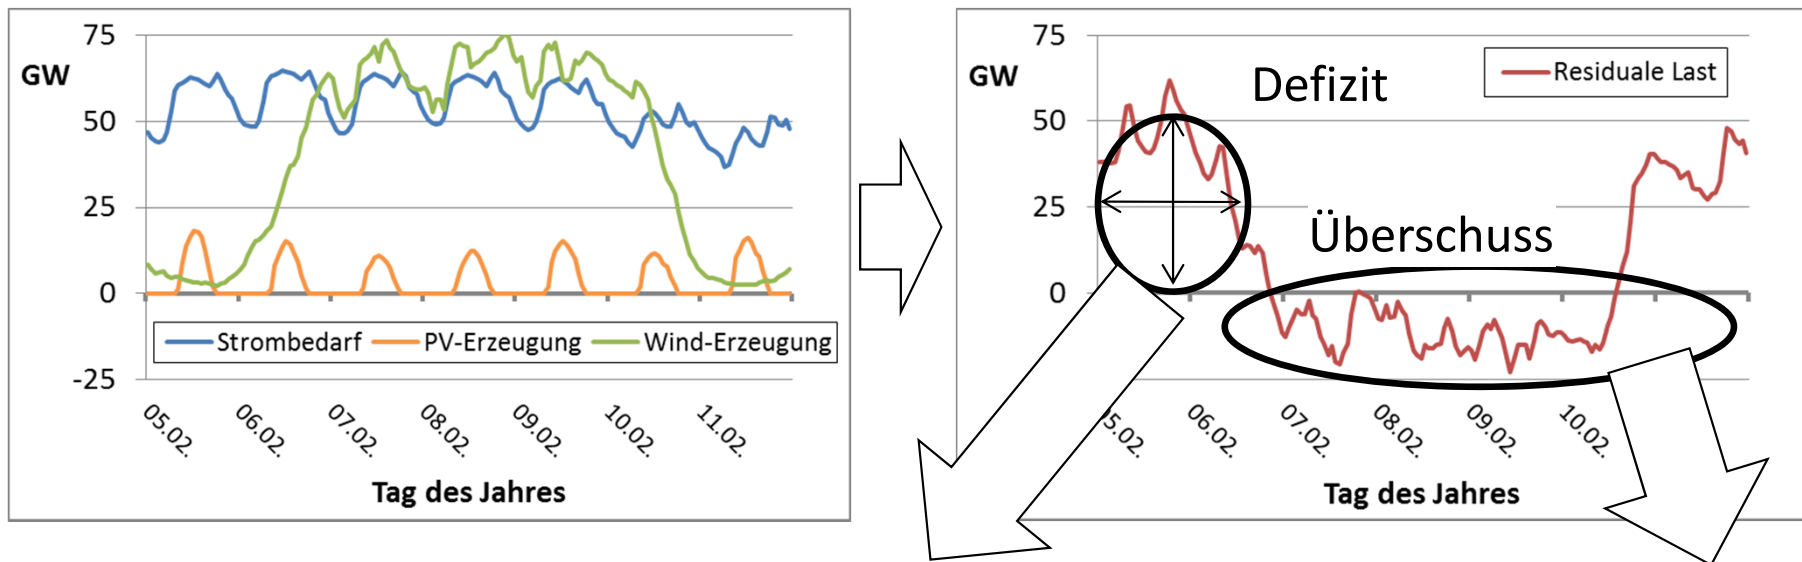 75
GW
50
25
0
Strombedarf PV-Erzeugung Wind-Erzeugung
-25
05.02. 06.02. 07.02. 08.02. 09.02. 10.02. 11.02.
Tag des Jahres
75
GW
Defizit
Residuale Last
50
25
Überschuss
0
05.02. 06.02. 07.02. 08.02. 09.02. 10.02.
Tag des Jahres